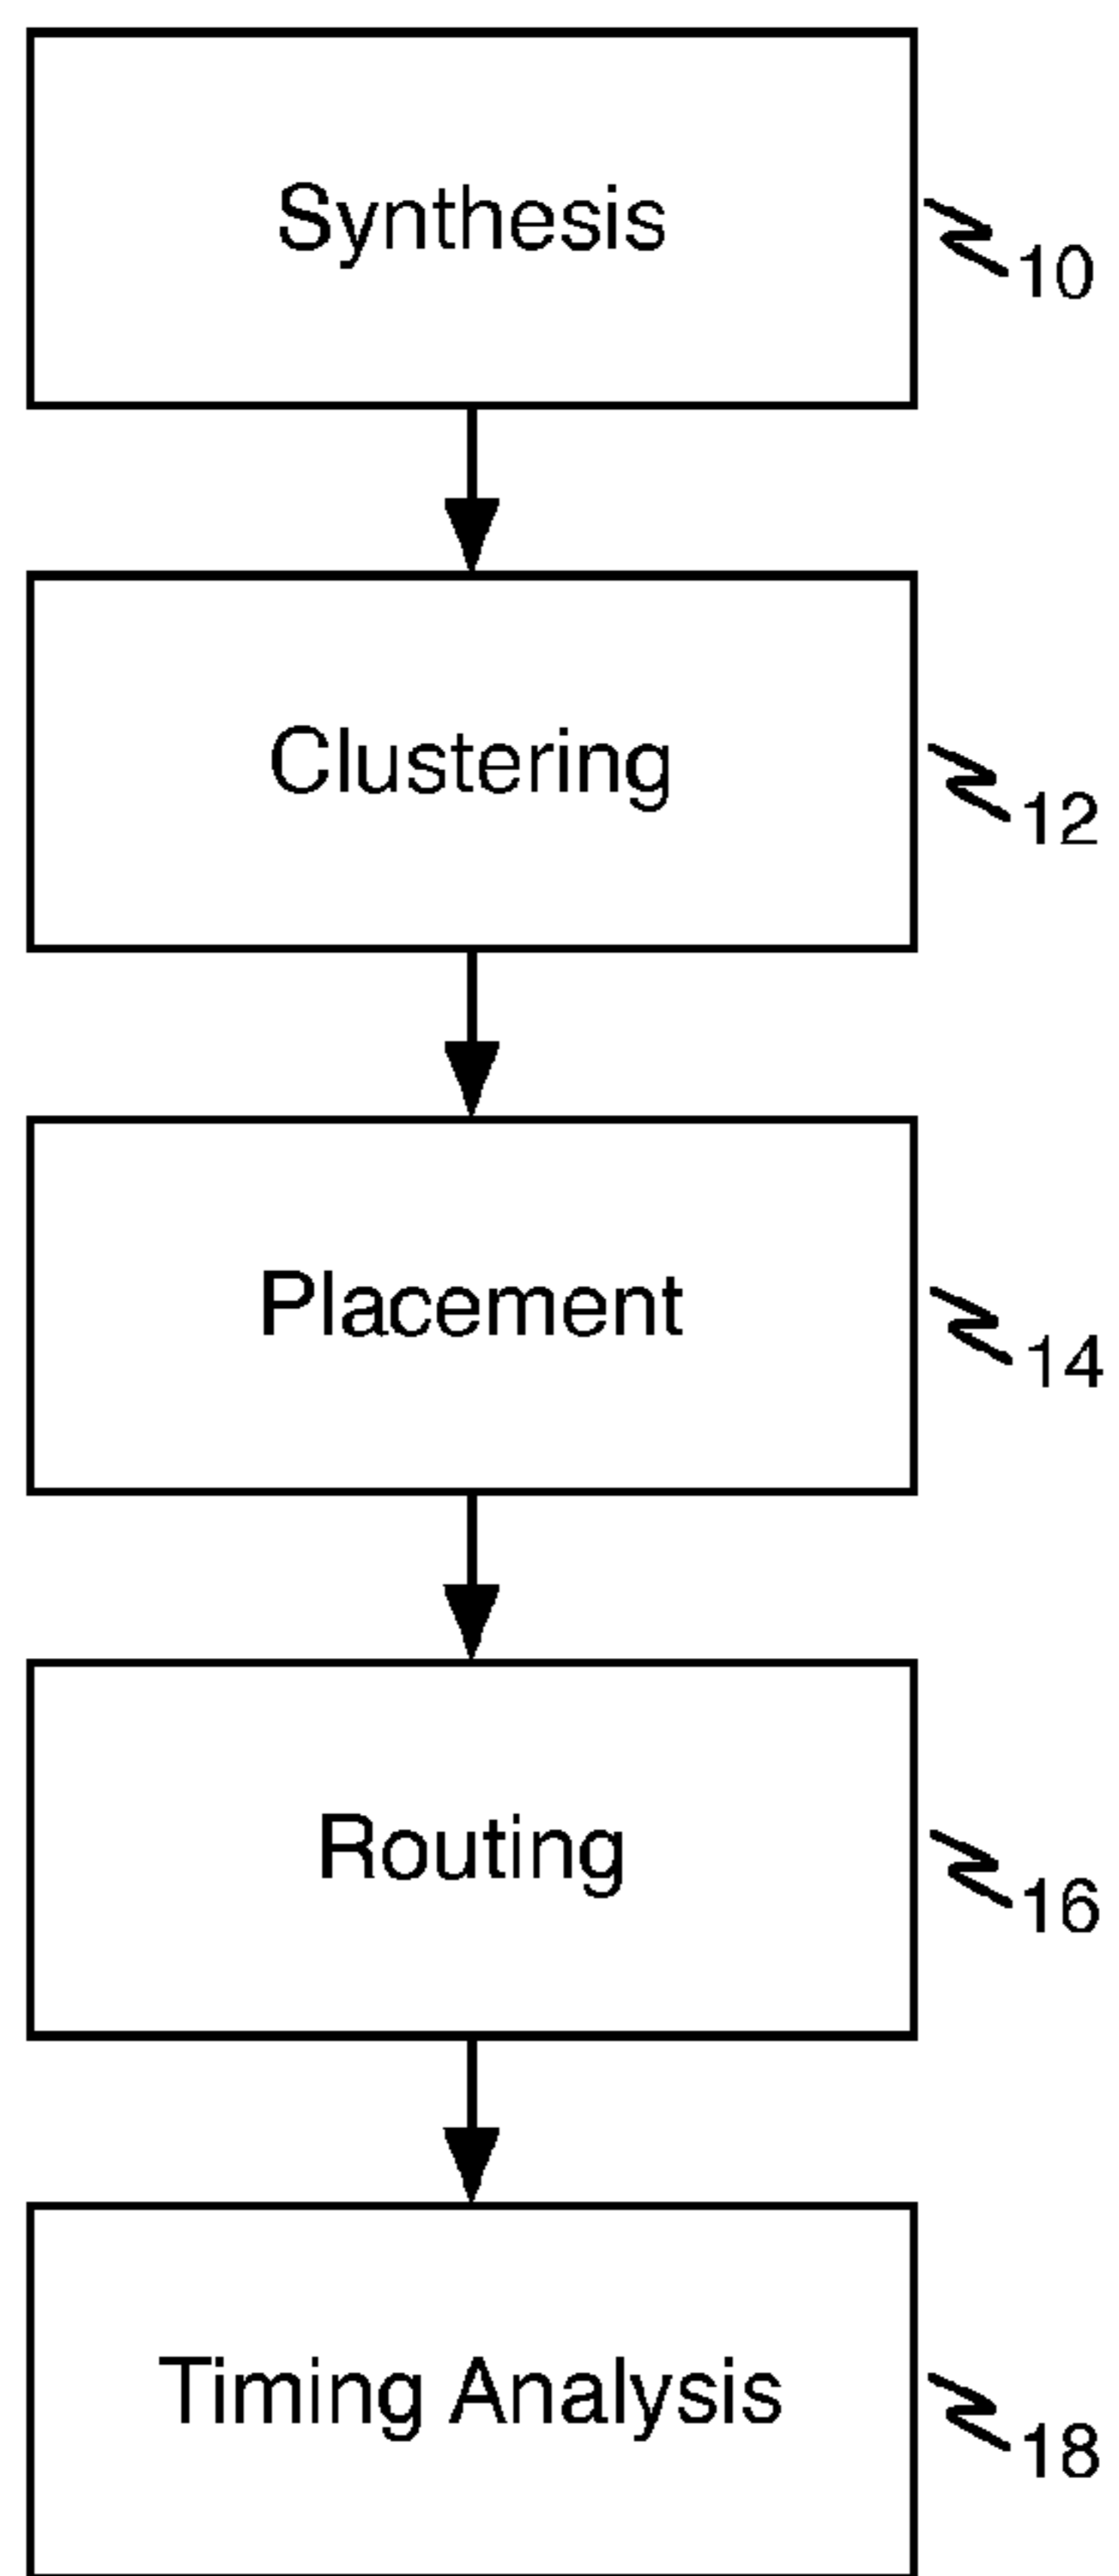 Synthesis
10
Clustering
12
Placement
14
Routing
16
Timing Analysis
18